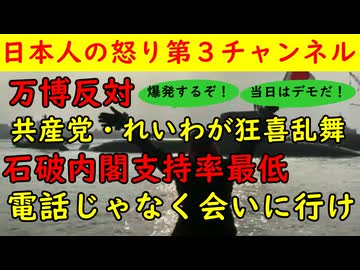 日本人の怒り第３チャンネル
万博反対
爆発するぞ！
当日はデモだ！
共産党・れいわが狂喜乱舞
石破内閣支持率最低
電話じゃなく会いに行け